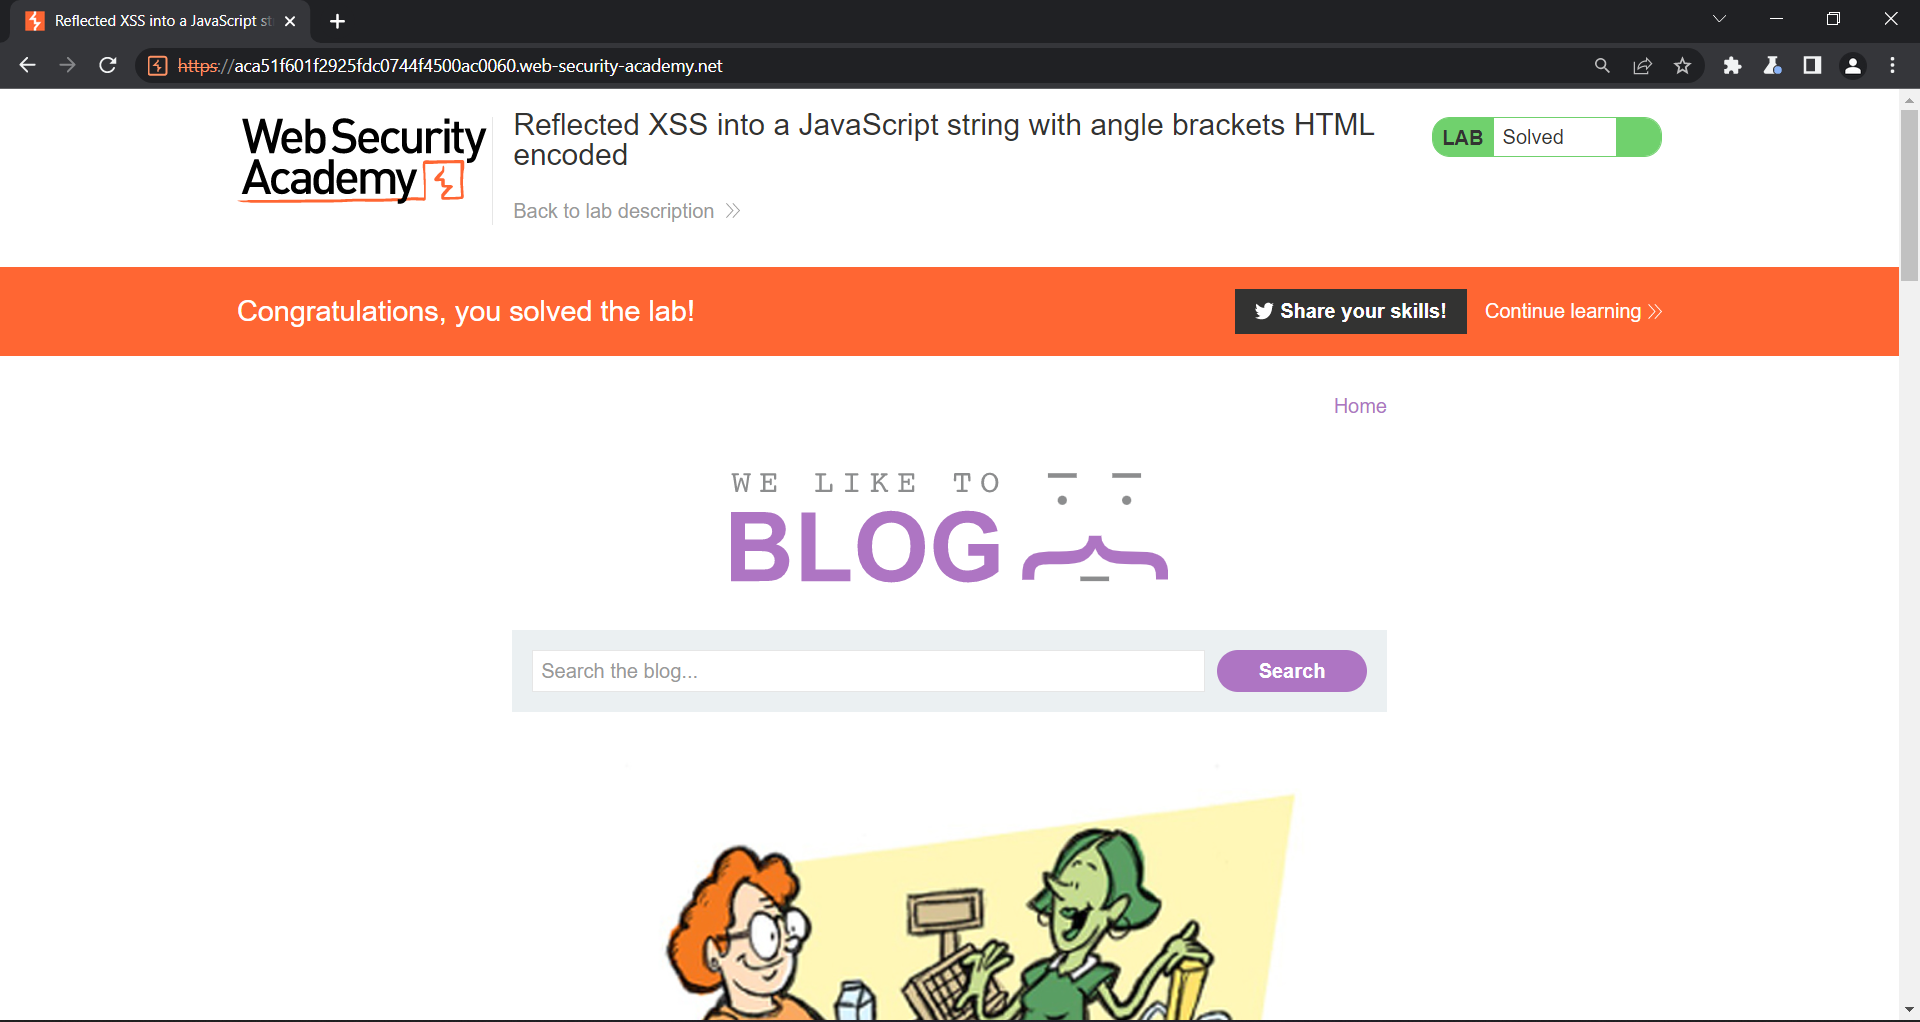 Reflected XSS into a JavaScript st
https://aca51f601f2925fdc0744f4500ac0060.web-security-academy.net
Web Security
Academy
Reflected XSS into a JavaScript string with angle brackets HTML
encoded
Back to lab description
LAB
Solved
Congratulations, you solved the lab!
Share your skills!
Continue learning
Home
WE LIKE TO
BLOG
Search the blog...
Search